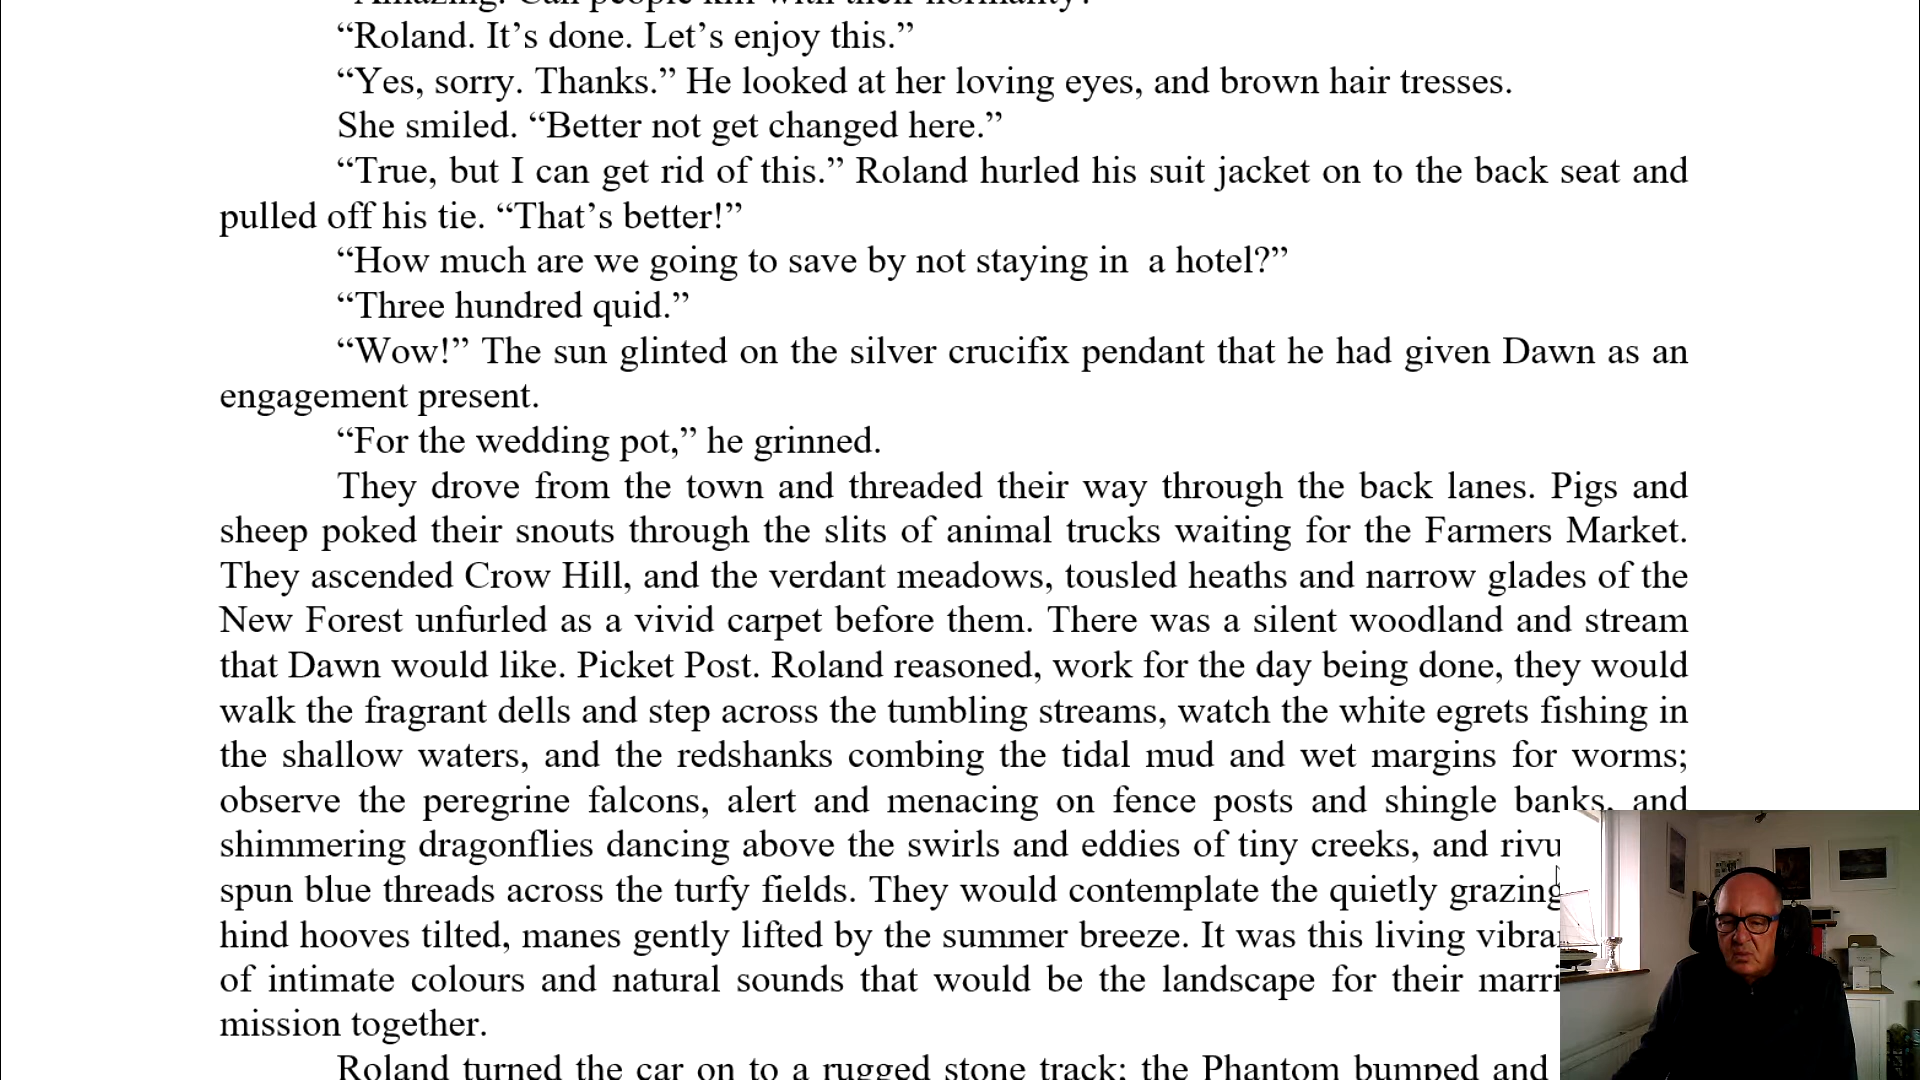 “Roland. It’s done. Let’s enjoy this.”
“Yes, sorry. Thanks.” He looked at her loving eyes, and brown hair tresses.
She smiled. “Better not get changed here.”
“True, but I can get rid of this.” Roland hurled his suit jacket on to the back seat and
pulled off his tie. “That’s better!”
“How much are we going to save by not staying in  a hotel?”
“Three hundred quid.”
“Wow!” The sun glinted on the silver crucifix pendant that he had given Dawn as an
engagement present.
“For the wedding pot,” he grinned.
They drove from the town and threaded their way through the back lanes. Pigs and
sheep poked their snouts through the slits of animal trucks waiting for the Farmers Market.
They ascended Crow Hill, and the verdant meadows, tousled heaths and narrow glades of the
New Forest unfurled as a vivid carpet before them. There was a silent woodland and stream
that Dawn would like. Picket Post. Roland reasoned, work for the day being done, they would
walk the fragrant dells and step across the tumbling streams, watch the white egrets fishing in
the shallow waters, and the redshanks combing the tidal mud and wet margins for worms;
observe the peregrine falcons, alert and menacing on fence posts and shingle banks, and
shimmering dragonflies dancing above the swirls and eddies of tiny creeks, and
spun blue threads across the turfy fields. They would contemplate the quietly grazing
hind hooves tilted, manes gently lifted by the summer breeze. It was this living
of intimate colours and natural sounds that would be the landscape for their
mission together.
Roland turned the car on to a rugged stone track; the Phantom bumped and